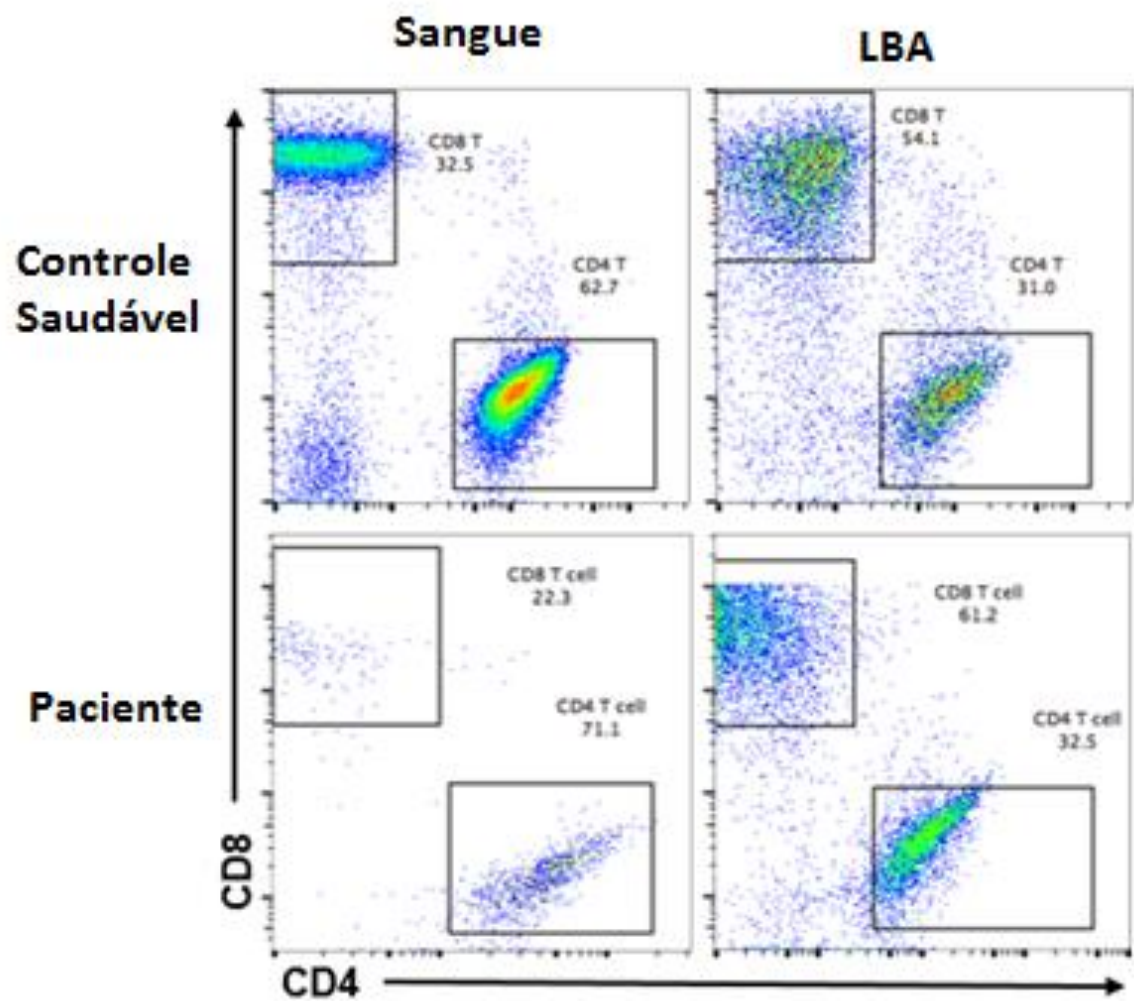 Sangue
LBA
CD8 T
32.5
CD4 T
62.7
CD8 T
54.1
CD4 T
31.0
Controle
Saudável
CD8 T cell
22.3
CD4 T cell
71.1
CD8 T cell
61.2
CD4 T cell
32.5
Paciente
CD8
CD4